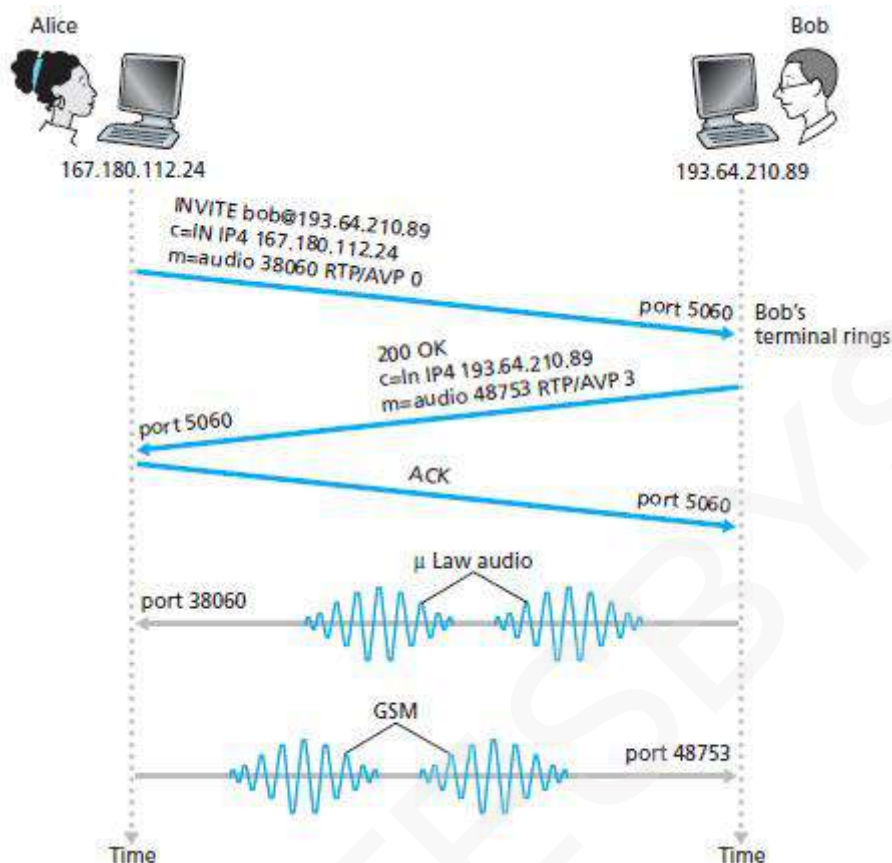 Alice
Bob
167.180.112.24
193.64.210.89
INVITE bob@193.64.210.89
c=IN IP4 167.180.112.24
m=audio 38060 RTP/AVP 0
port 5060
Bob's
terminal rings
200 OK
c=In IP4 193.64.210.89
m=audio 48753 RTP/AVP 3
port 5060
ACK
port 5060
μ Law audio
port 38060
GSM
port 48753
Time
Time